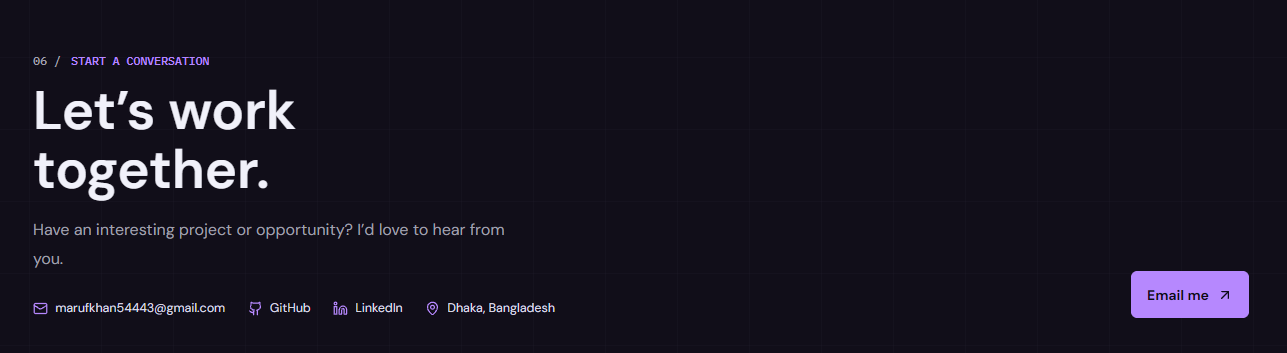 06 / START A CONVERSATION
Let’s work
together.
Have an interesting project or opportunity? I’d love to hear from
you.
marufkhan54443@gmail.com GitHub LinkedIn Dhaka, Bangladesh
Email me